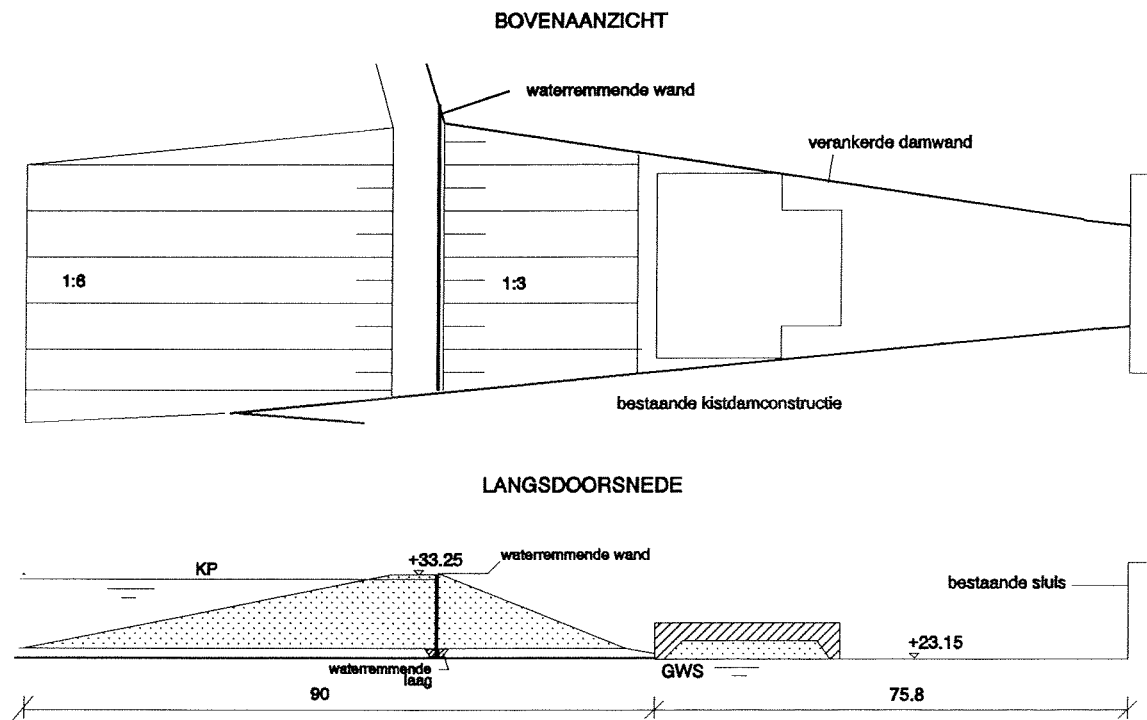 BOVENAANZICHT
waterremmende wand
verankerde damwand
1:6
1:3
bestaande kistdamconstructie
LANGSDOORSNEDE
KP
+33.25
waterremmende wand
bestaande sluis
+23.15
waterremmende
laag
GWS
90
75.8